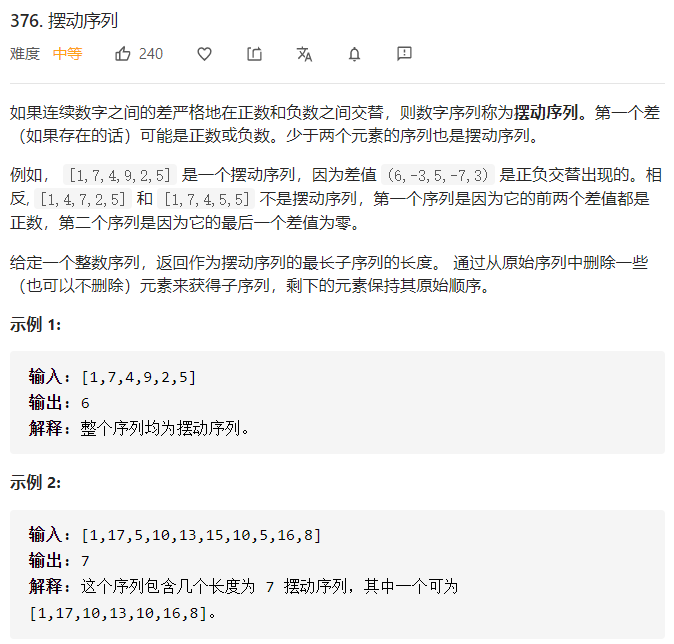 376. 摆动序列
难度 中等 240
如果连续数字之间的差严格地在正数和负数之间交替，则数字序列称为摆动序列。第一个差
（如果存在的话）可能是正数或负数。少于两个元素的序列也是摆动序列。
例如， [1,7,4,9,2,5] 是一个摆动序列，因为差值 (6,-3,5,-7,3) 是正负交替出现的。相
反, [1,4,7,2,5] 和 [1,7,4,5,5] 不是摆动序列，第一个序列是因为它的前两个差值都是
正数，第二个序列是因为它的最后一个差值为零。
给定一个整数序列，返回作为摆动序列的最长子序列的长度。 通过从原始序列中删除一些
（也可以不删除）元素来获得子序列，剩下的元素保持其原始顺序。
示例 1:
输入: [1,7,4,9,2,5]
输出: 6
解释: 整个序列均为摆动序列。
示例 2:
输入: [1,17,5,10,13,15,10,5,16,8]
输出: 7
解释: 这个序列包含几个长度为 7 摆动序列，其中一个可为
[1,17,10,13,10,16,8]。